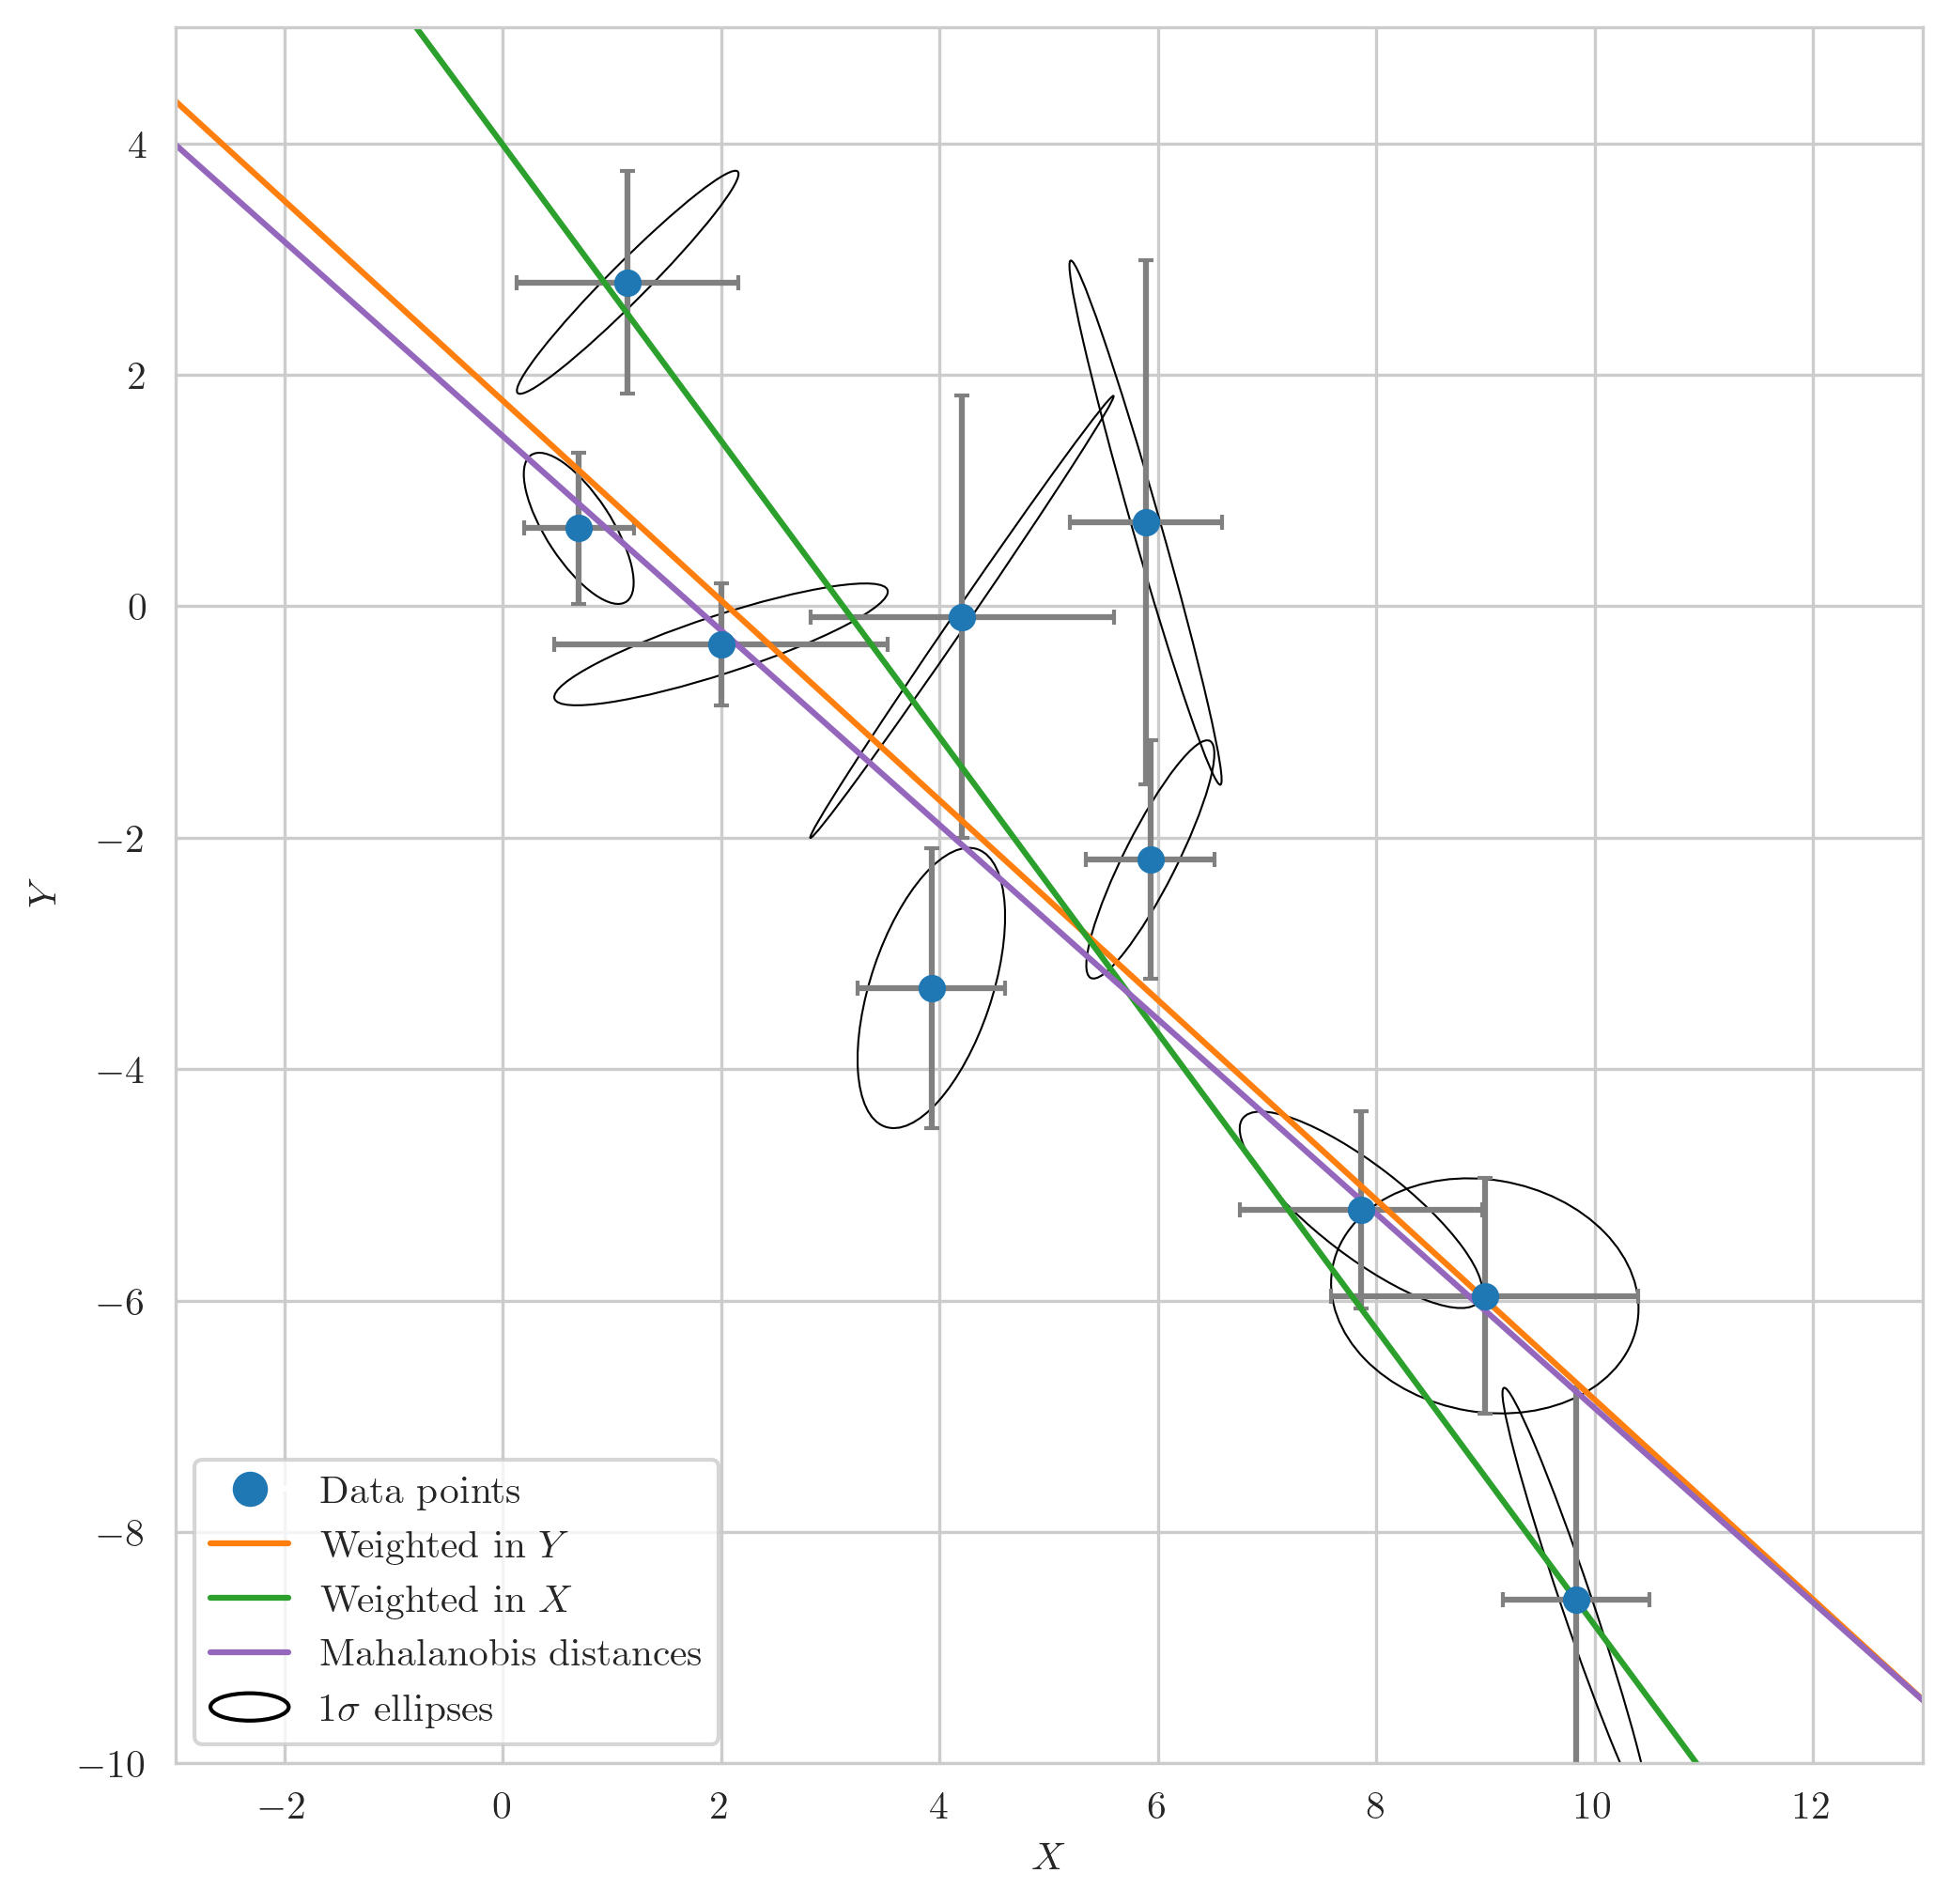 4
2
0
−2
−4
−6
−8
−10
Y
Data points
Weighted in Y
Weighted in X
Mahalanobis distances
1σ ellipses
−2 0 2 4 6 8 10 12
X